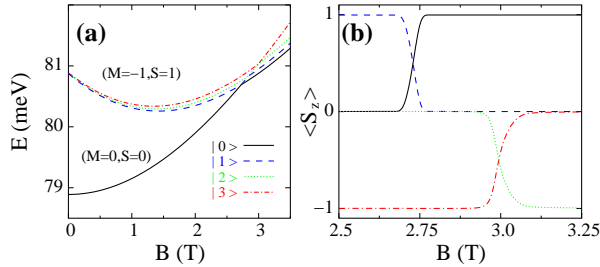 (a)
(M=−1,S=1)
(M=0,S=0)
| 0 >
| 1 >
| 2 >
| 3 >
E (meV)
81
80
79
0
1
2
3
B (T)
(b)
<S_z>
1
0
−1
2.5
2.75
3.0
3.25
B (T)